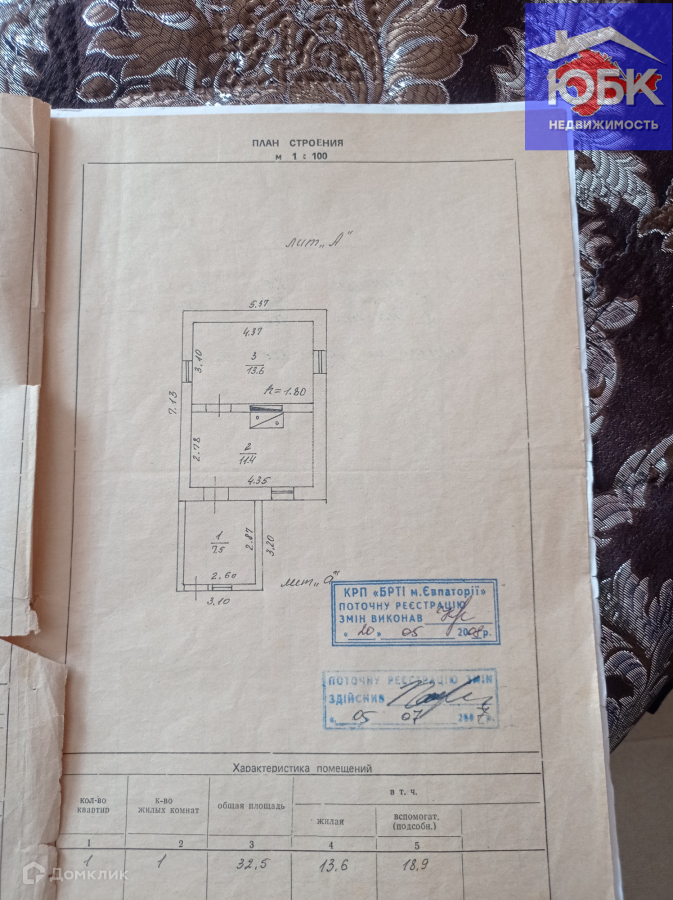 ЮБК
НЕДВИЖИМОСТЬ
ПЛАН СТРОЕНИЯ
М 1 : 100
лит „А"
5.37
4.37
3.10
3
13.6
h=1.80
7.13
2.78
2
11.4
4.35
1
7.5
2.87
3,20
2.60
3.10
лит „а"
КРП «БРТІ м.Євпаторії»
ПОТОЧНУ РЕЄСТРАЦІЮ
ЗМІН ВИКОНАВ
« 20 » 05 200 р.
ПОТОЧНУ РЕЄСТРАЦІЮ ЗМІН
ЗДІЙСНИВ
« 05 07 2007 р.
Характеристика помещений
кол-во квартир
к-во жилых комнат
общая площадь
в т. ч.
жилая
вспомогат. (подсобн.)
1 2 3 4 5
1 1 32,5 13.6 18.9
Домклик